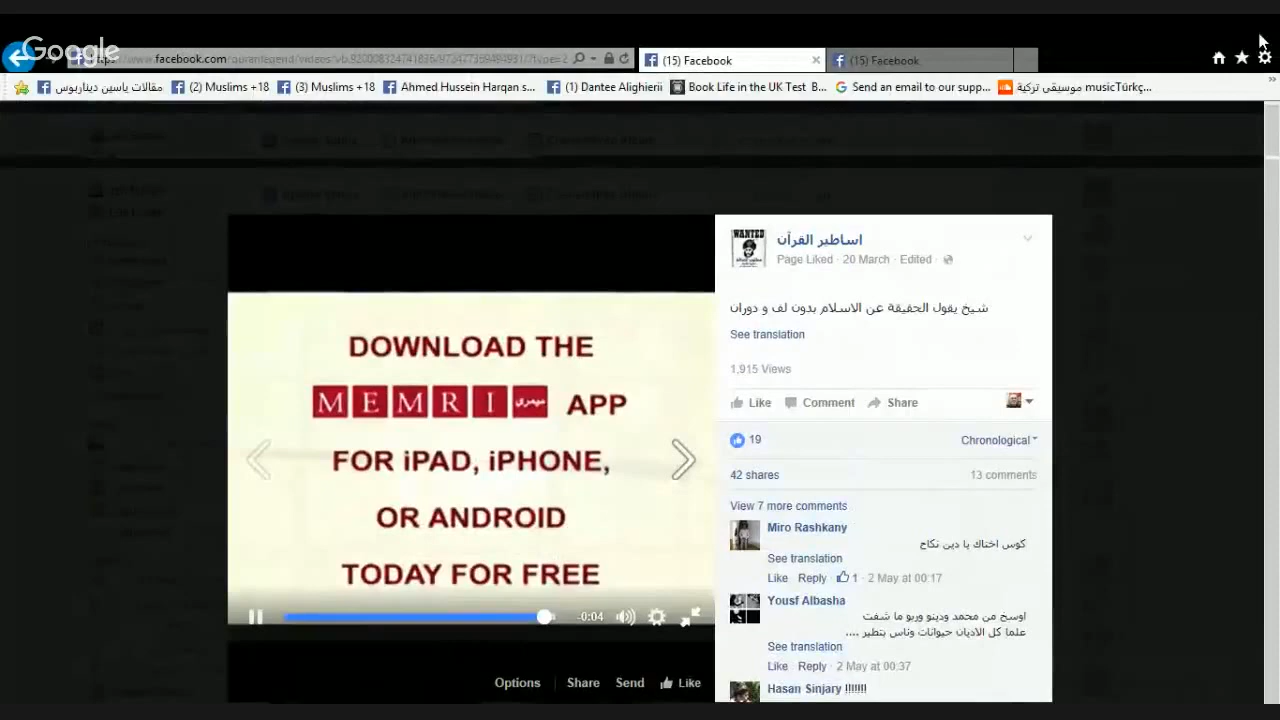 Google
facebook.com
(15) Facebook
(15) Facebook
مقالات ياسين ديناربوس
(2) Muslims +18
(3) Muslims +18
Ahmed Hussein Harqan s...
(1) Dantee Alighierii
Book Life in the UK Test B...
Send an email to our supp...
موسيقى تركية musicTürkç...
WANTED
اساطير القرآن
Page Liked · 20 March · Edited ·
شيخ يقول الحقيقة عن الاسلام بدون لف و دوران
See translation
1,915 Views
Like Comment Share
19
Chronological
42 shares
13 comments
View 7 more comments
Miro Rashkany
كوس اختاك يا دين نكاح
See translation
Like Reply 1 · 2 May at 00:17
Yousf Albasha
اوسخ من محمد ودينو وربو ما شفت
علما كل الاديان حيوانات وناس بتطير ....
See translation
Like Reply · 2 May at 00:37
Hasan Sinjary !!!!!!!
DOWNLOAD THE
MEMRI ميمري APP
FOR iPAD, iPHONE,
OR ANDROID
TODAY FOR FREE
-0:04
Options Share Send Like